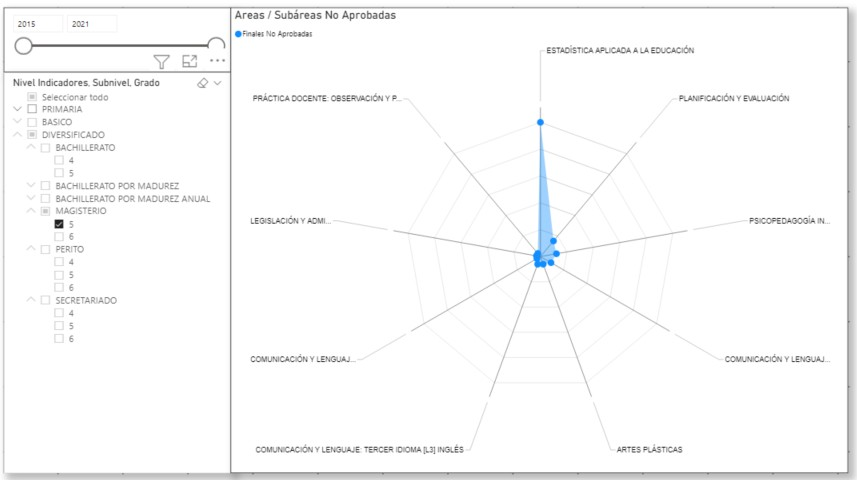 2015 2021
Nivel Indicadores, Subnivel, Grado
Seleccionar todo
PRIMARIA
BASICO
DIVERSIFICADO
BACHILLERATO
4
5
BACHILLERATO POR MADUREZ
BACHILLERATO POR MADUREZ ANUAL
MAGISTERIO
5
6
PERITO
4
5
6
SECRETARIADO
4
5
6
Areas / Subáreas No Aprobadas
Finales No Aprobadas
ESTADÍSTICA APLICADA A LA EDUCACIÓN
PRÁCTICA DOCENTE: OBSERVACIÓN Y P...
PLANIFICACIÓN Y EVALUACIÓN
LEGISLACIÓN Y ADMI...
PSICOPEDAGOGÍA IN...
COMUNICACIÓN Y LENGUAJ...
COMUNICACIÓN Y LENGUAJ...
COMUNICACIÓN Y LENGUAJE: TERCER IDIOMA [L3] INGLÉS
ARTES PLÁSTICAS